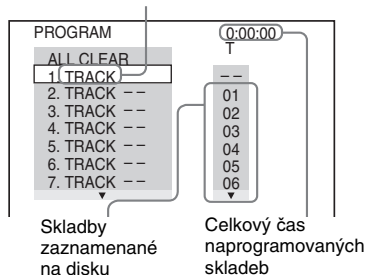 PROGRAM 0:00:00
T
ALL CLEAR
1. TRACK – –
2. TRACK – – 01
3. TRACK – – 02
4. TRACK – – 03
5. TRACK – – 04
6. TRACK – – 05
7. TRACK – – 06
Skladby
zaznamenané
na disku
Celkový čas
naprogramovaných
skladeb